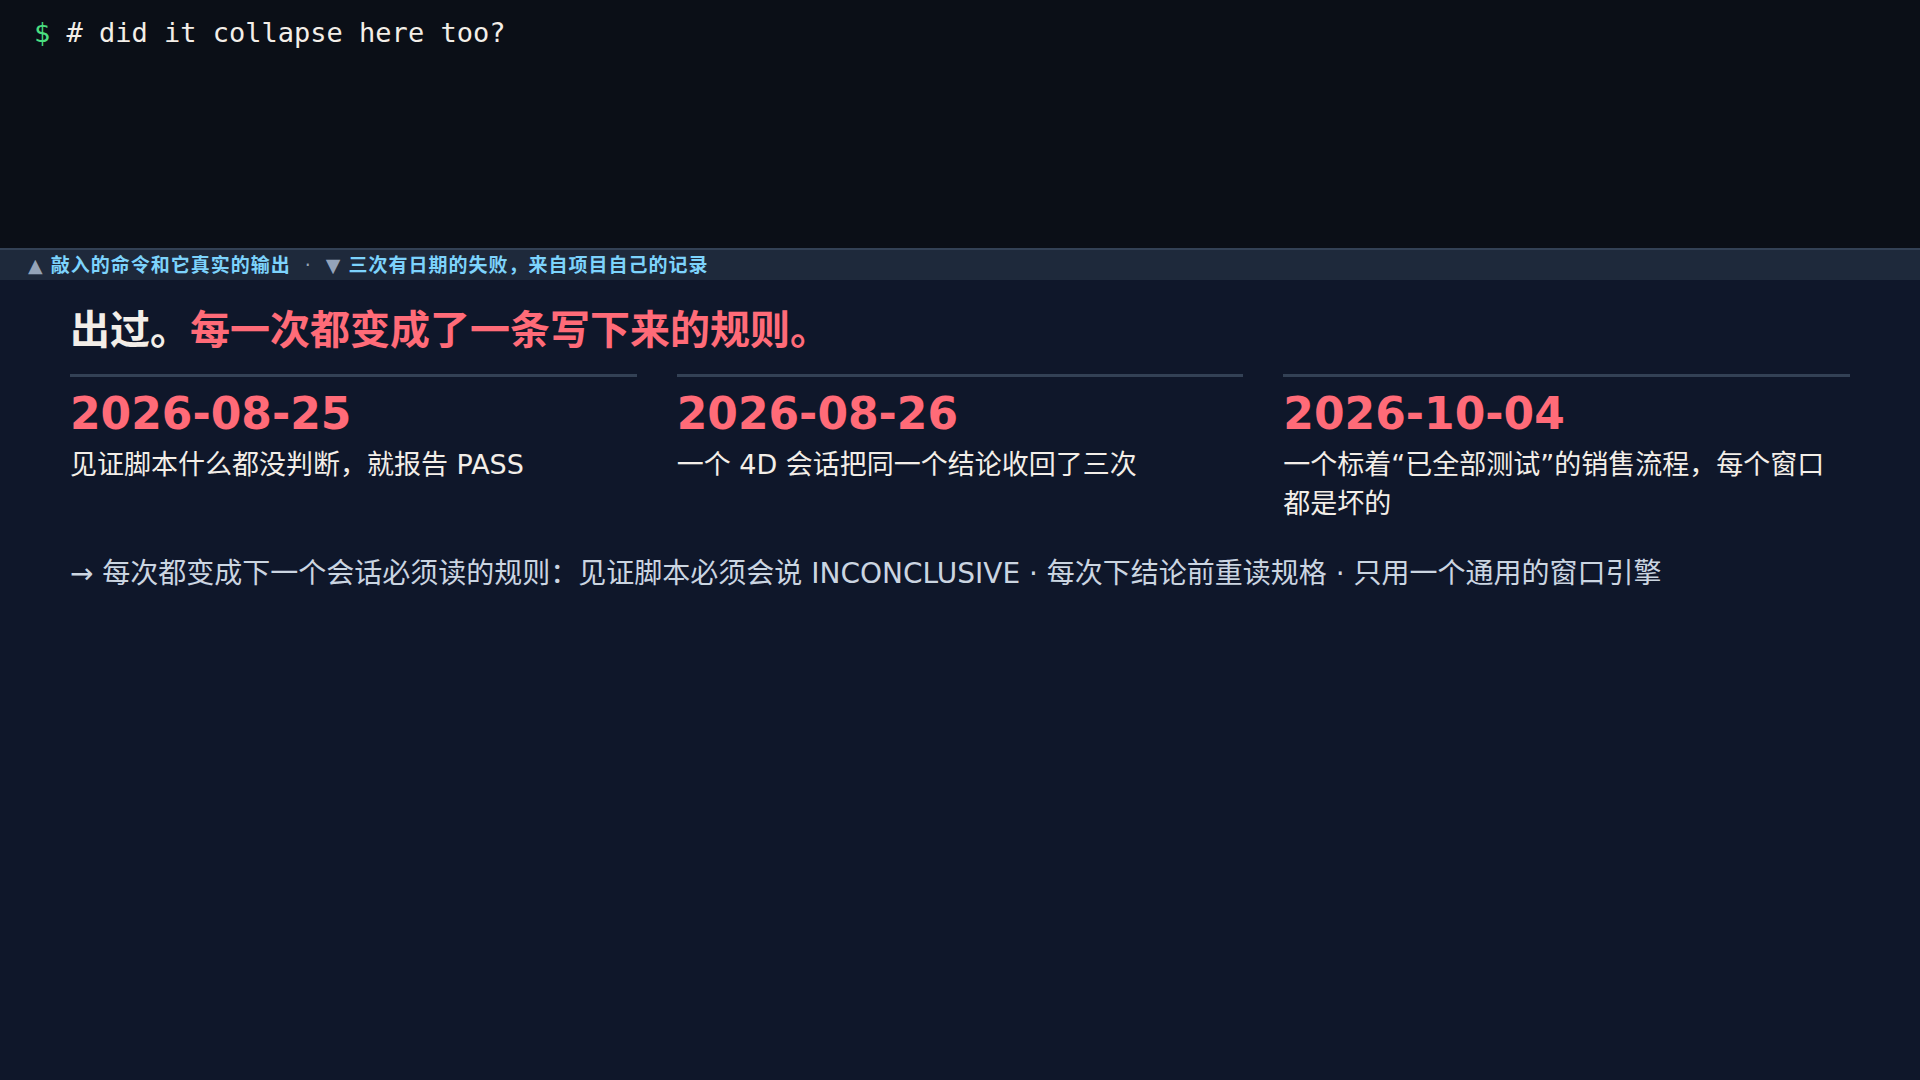 $ # did it collapse here too?
▲ 敲入的命令和它真实的输出 · ▼ 三次有日期的失败，来自项目自己的记录
出过。每一次都变成了一条写下来的规则。
2026-08-25
见证脚本什么都没判断，就报告 PASS
2026-08-26
一个 4D 会话把同一个结论收回了三次
2026-10-04
一个标着“已全部测试”的销售流程，每个窗口
都是坏的
→ 每次都变成下一个会话必须读的规则：见证脚本必须会说 INCONCLUSIVE · 每次下结论前重读规格 · 只用一个通用的窗口引擎